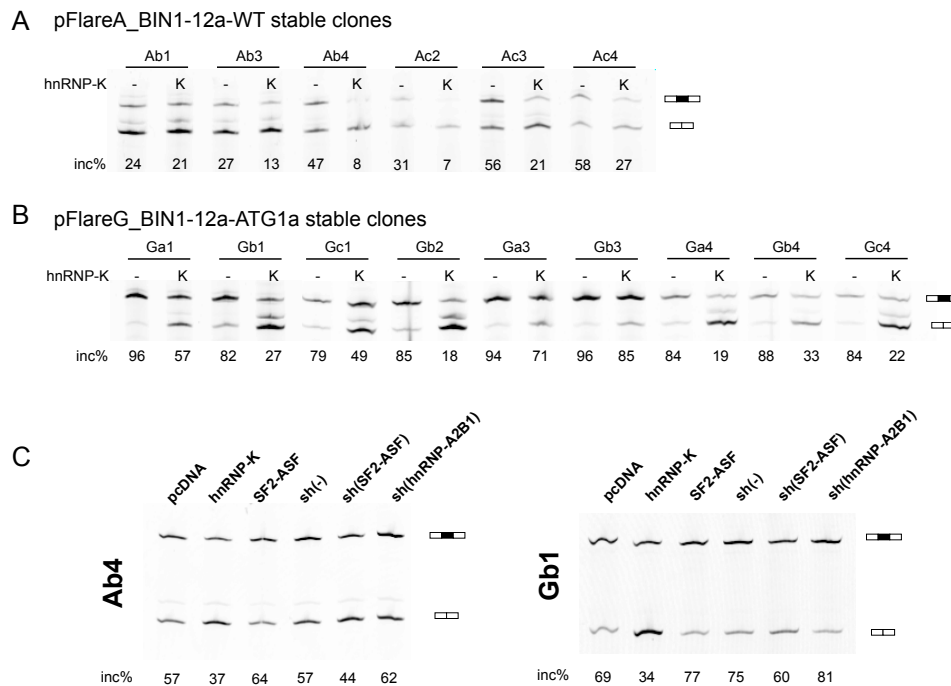 A pFlareA_BIN1-12a-WT stable clones
Ab1 Ab3 Ab4 Ac2 Ac3 Ac4
hnRNP-K - K - K - K - K - K - K
inc% 24 21 27 13 47 8 31 7 56 21 58 27
B pFlareG_BIN1-12a-ATG1a stable clones
Ga1 Gb1 Gc1 Gb2 Ga3 Gb3 Ga4 Gb4 Gc4
hnRNP-K - K - K - K - K - K - K - K - K - K
inc% 96 57 82 27 79 49 85 18 94 71 96 85 84 19 88 33 84 22
C
pcDNA hnRNP-K SF2-ASF sh(-) sh(SF2-ASF) sh(hnRNP-A2B1)
Ab4
inc% 57 37 64 57 44 62
pcDNA hnRNP-K SF2-ASF sh(-) sh(SF2-ASF) sh(hnRNP-A2B1)
Gb1
inc% 69 34 77 75 60 81